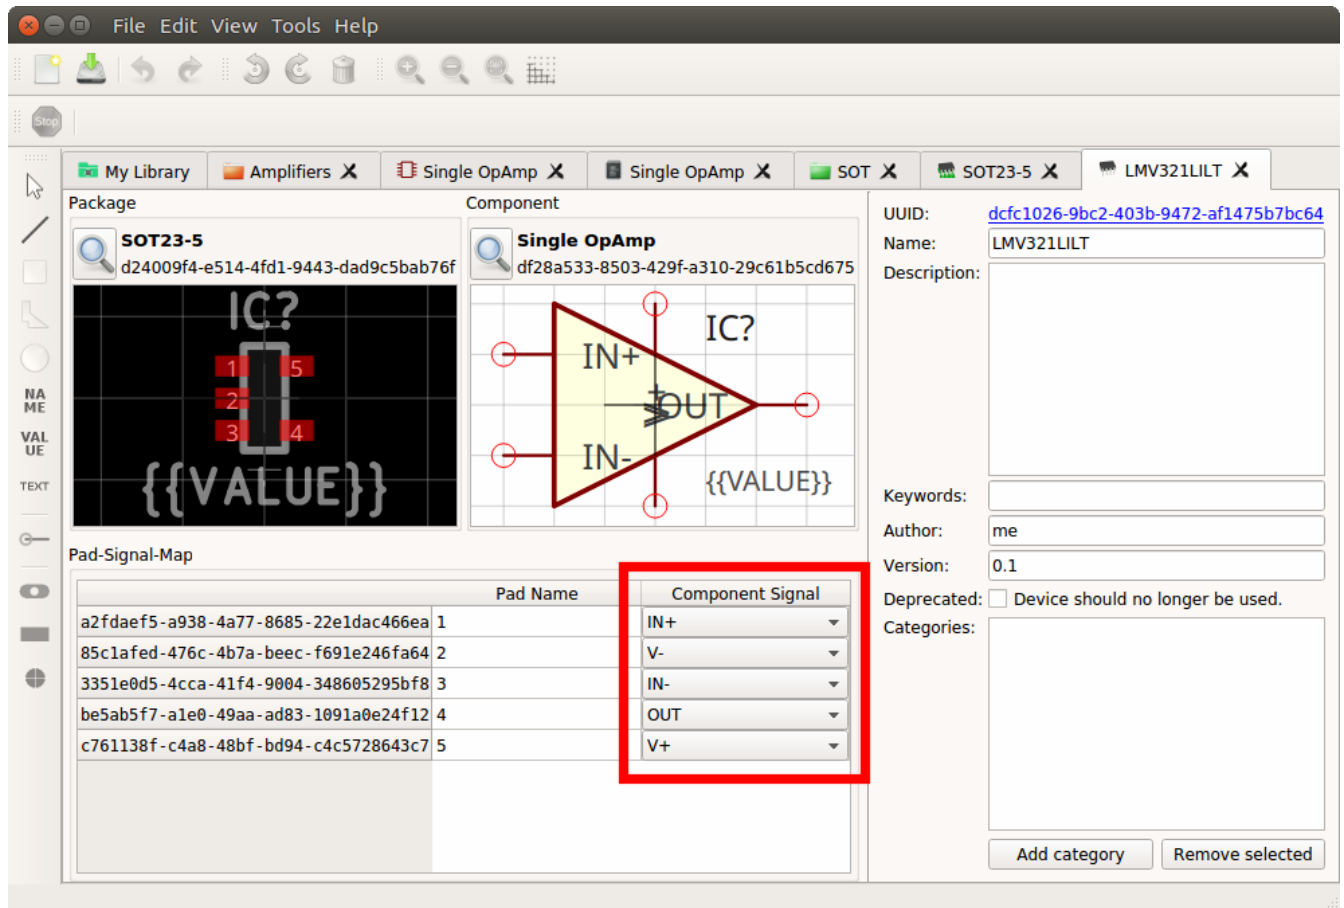 File Edit View Tools Help
Stop
My Library
Amplifiers
Single OpAmp
Single OpAmp
SOT
SOT23-5
LMV321LILT
NA
ME
VAL
UE
TEXT
Package
SOT23-5
d24009f4-e514-4fd1-9443-dad9c5bab76f
IC?
1 5
2
3 4
{{VALUE}}
Component
Single OpAmp
df28a533-8503-429f-a310-29c61b5cd675
IC?
IN+
OUT
IN-
{{VALUE}}
Pad-Signal-Map
Pad Name Component Signal
a2fdaef5-a938-4a77-8685-22e1dac466ea 1 IN+
85c1afed-476c-4b7a-beec-f691e246fa64 2 V-
3351e0d5-4cca-41f4-9004-348605295bf8 3 IN-
be5ab5f7-a1e0-49aa-ad83-1091a0e24f12 4 OUT
c761138f-c4a8-48bf-bd94-c4c5728643c7 5 V+
UUID: dcfc1026-9bc2-403b-9472-af1475b7bc64
Name: LMV321LILT
Description:
Keywords:
Author: me
Version: 0.1
Deprecated: Device should no longer be used.
Categories:
Add category Remove selected